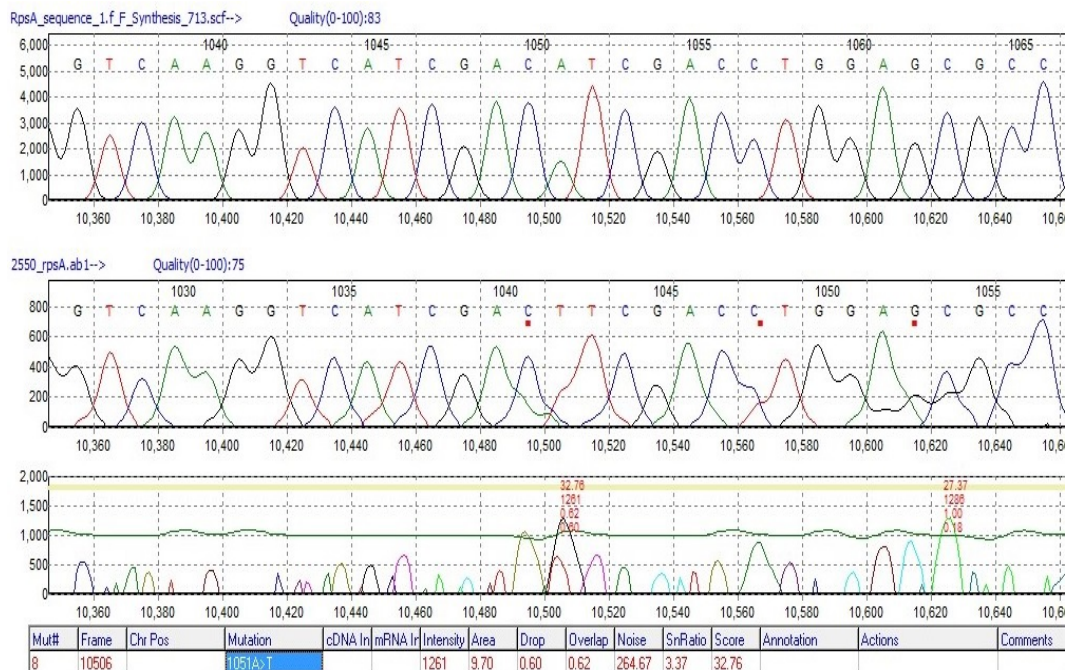 RpsA_sequence_1.f_F_Synthesis_713.scf--> Quality(0-100):83
6,000 1040 1045 1050 1055 1060 1065
G T C A A G G T C A T C G A C A T C G A C C T G G A G C G C C
5,000
4,000
3,000
2,000
1,000
0
10,360 10,380 10,400 10,420 10,440 10,460 10,480 10,500 10,520 10,540 10,560 10,580 10,600 10,620 10,640
2550_rpsA.ab1--> Quality(0-100):75
1030 1035 1040 1045 1050 1055
800 G T C A A G G T C A T C G A C T T C G A C C T G G A G C G C C
600
400
200
0
10,360 10,380 10,400 10,420 10,440 10,460 10,480 10,500 10,520 10,540 10,560 10,580 10,600 10,620 10,640
2,000
32.76 27.37
1,500 1261 1286
0.62 1.00
1,000 0.60 0.18
500
0
10,360 10,380 10,400 10,420 10,440 10,460 10,480 10,500 10,520 10,540 10,560 10,580 10,600 10,620 10,640
Mut# Frame Chr Pos Mutation cDNA In mRNA In Intensity Area Drop Overlap Noise SnRatio Score Annotation Actions Comments
8 10506 1051A>T 1261 9.70 0.60 0.62 264.67 3.37 32.76